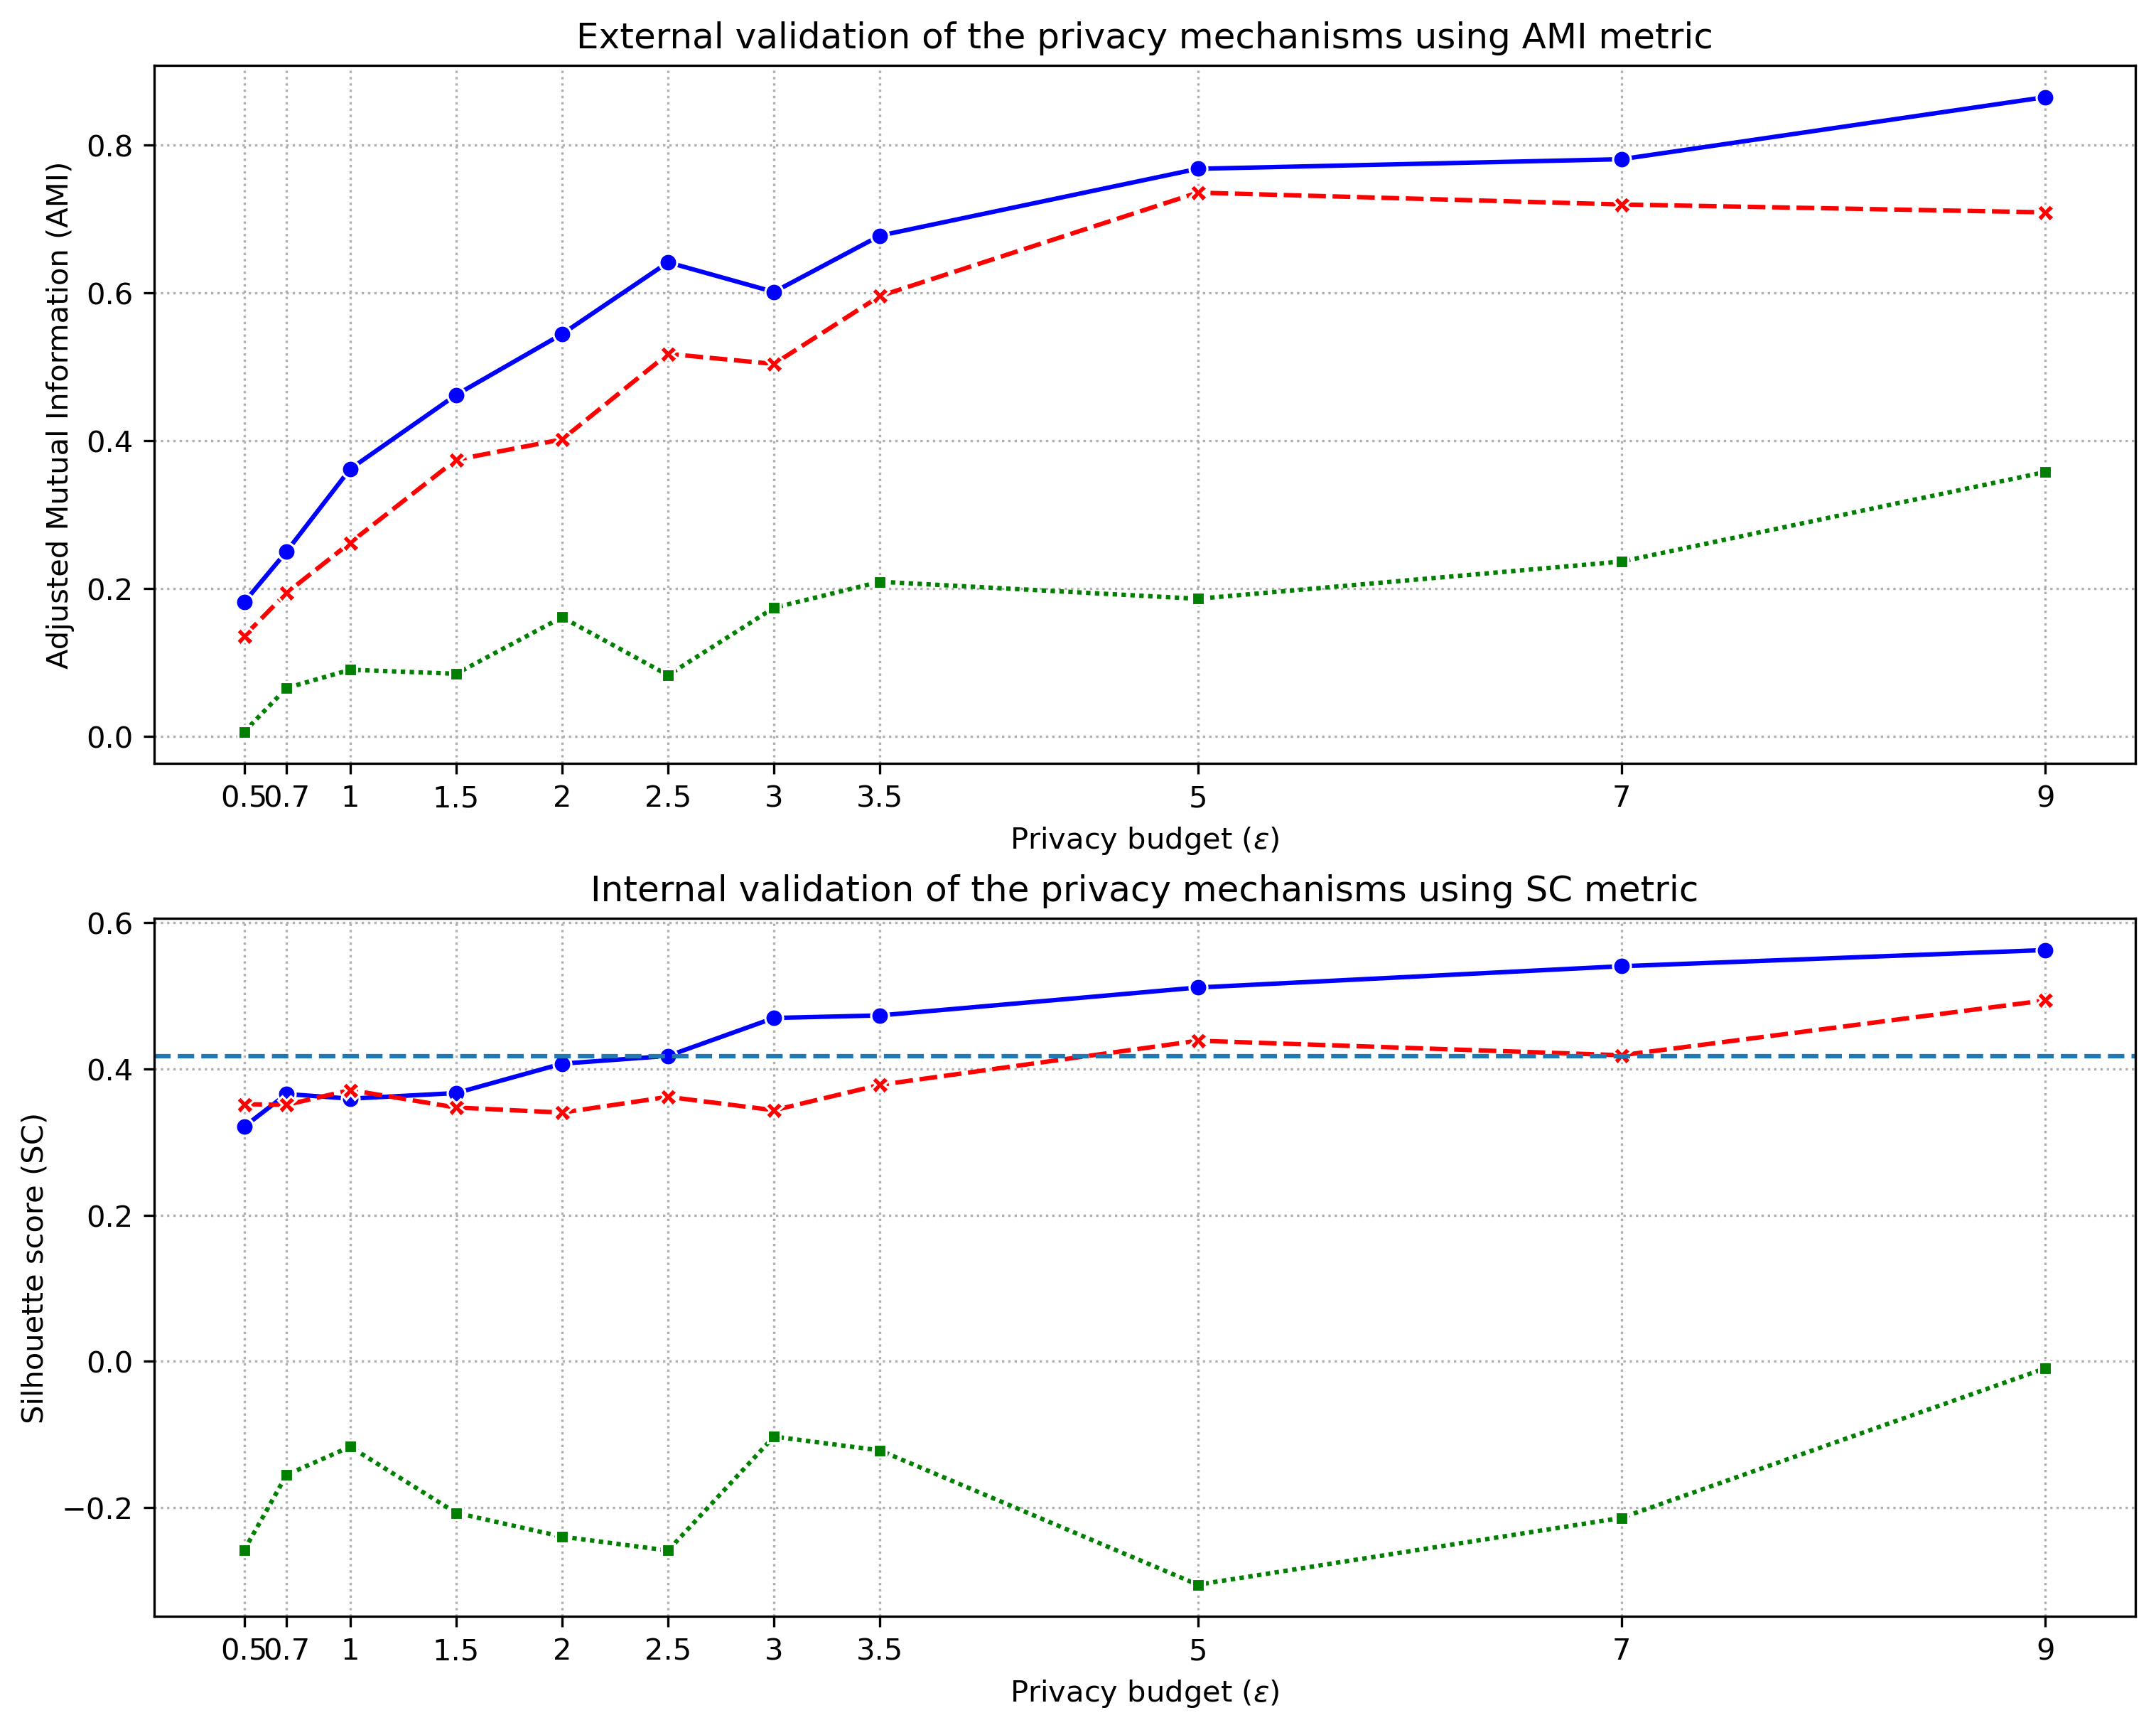 External validation of the privacy mechanisms using AMI metric
Adjusted Mutual Information (AMI)
0.8
0.6
0.4
0.2
0.0
0.5 0.7 1 1.5 2 2.5 3 3.5 5 7 9
Privacy budget (ε)
Internal validation of the privacy mechanisms using SC metric
Silhouette score (SC)
0.6
0.4
0.2
0.0
−0.2
0.5 0.7 1 1.5 2 2.5 3 3.5 5 7 9
Privacy budget (ε)